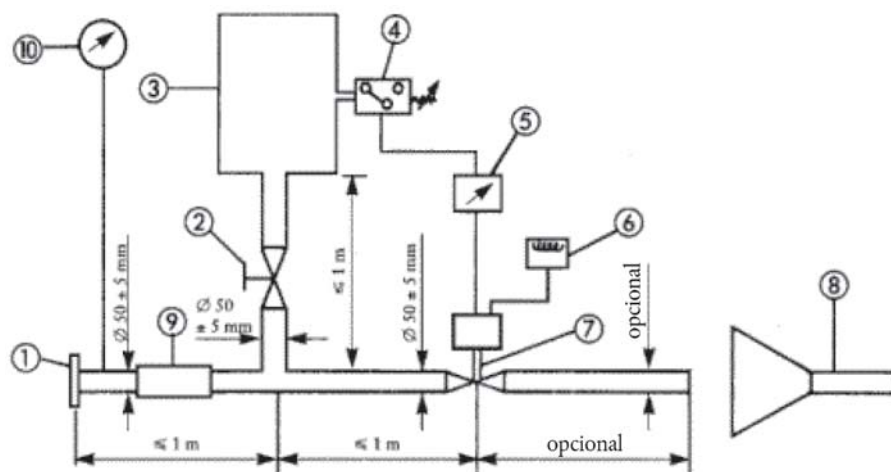 ⑩
③
④
⑤
②
⑥
≤ 1 m
Ø 50 ± 5 mm
Ø 50
± 5 mm
Ø 50 ± 5 mm
opcional
⑧
⑨
⑦
①
≤ 1 m
≤ 1 m
opcional